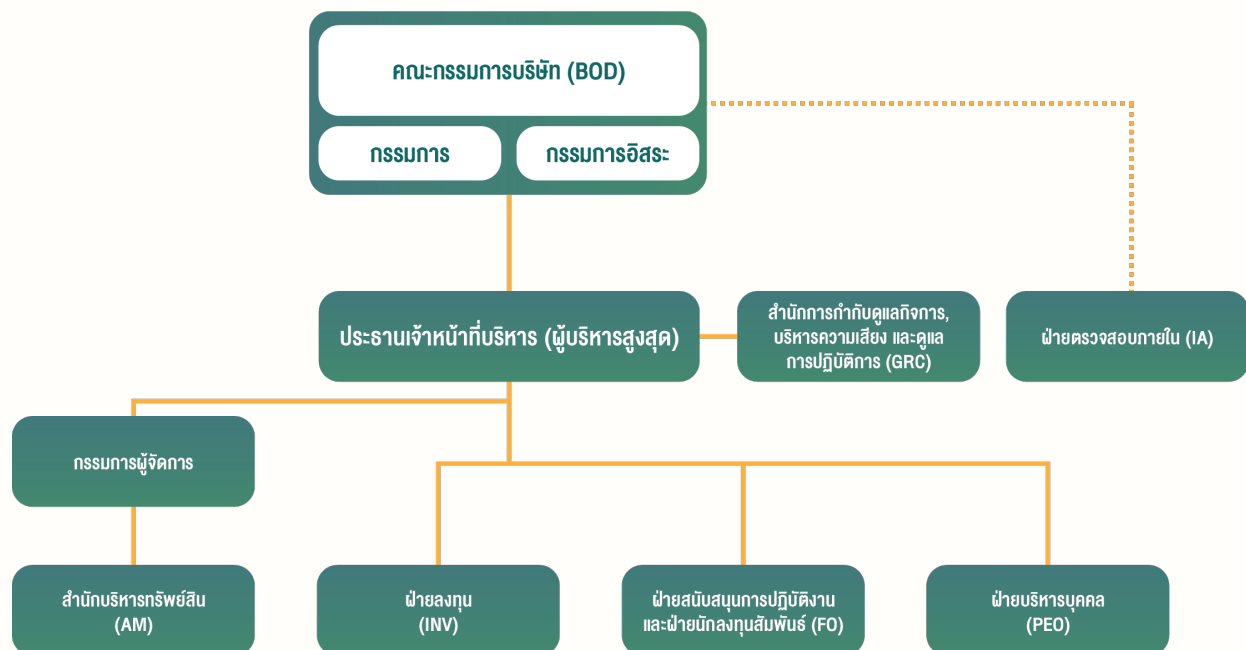 คณะกรรมการบริษัท (BOD)
กรรมการ
กรรมการอิสระ
ประธานเจ้าหน้าที่บริหาร (ผู้บริหารสูงสุด)
สำนักการกำกับดูแลกิจการ,
บริหารความเสี่ยง และดูแล
การปฏิบัติการ (GRC)
ฝ่ายตรวจสอบภายใน (IA)
กรรมการผู้จัดการ
สำนักบริหารทรัพย์สิน
(AM)
ฝ่ายลงทุน
(INV)
ฝ่ายสนับสนุนการปฏิบัติงาน
และฝ่ายนักลงทุนสัมพันธ์ (FO)
ฝ่ายบริหารบุคคล
(PEO)